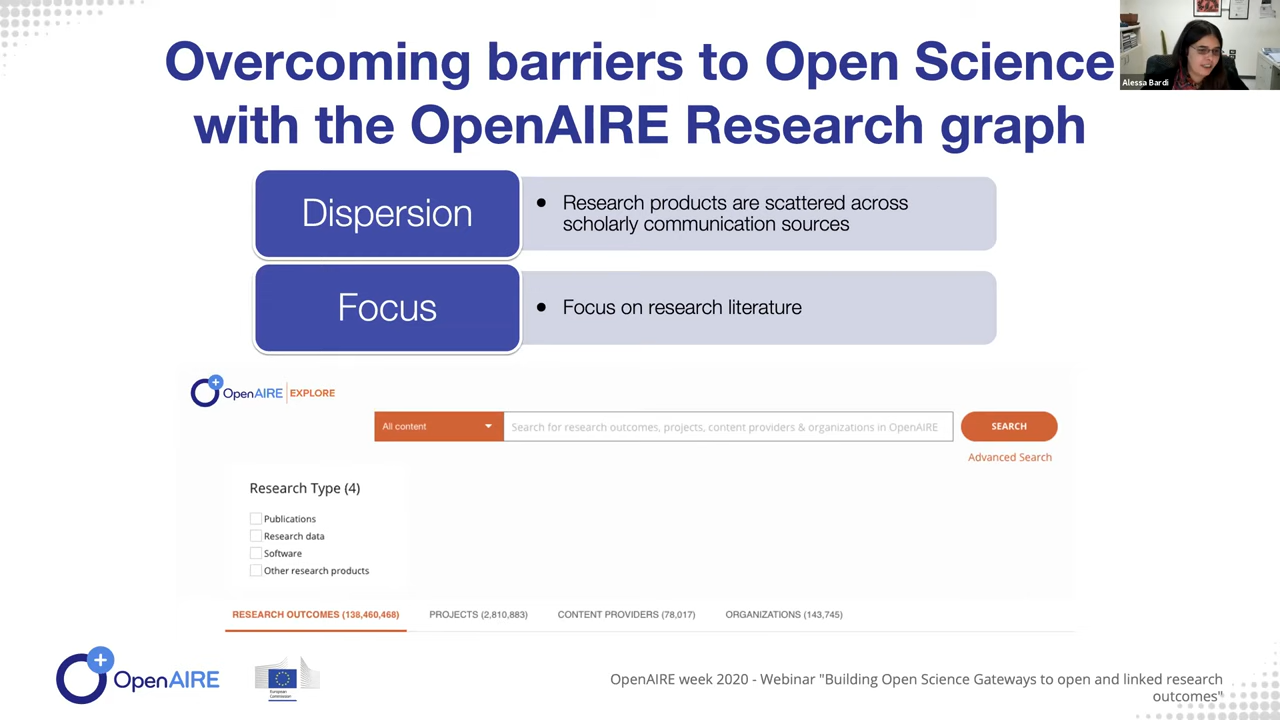 Overcoming barriers to Open Science
with the OpenAIRE Research graph
Alessa Bardi
Dispersion
• Research products are scattered across
scholarly communication sources
Focus
• Focus on research literature
OpenAIRE | EXPLORE
All content
Search for research outcomes, projects, content providers & organizations in OpenAIRE
SEARCH
Advanced Search
Research Type (4)
Publications
Research data
Software
Other research products
RESEARCH OUTCOMES (138,460,468)
PROJECTS (2,810,883)
CONTENT PROVIDERS (78,017)
ORGANIZATIONS (143,745)
OpenAIRE
European
Commission
OpenAIRE week 2020 - Webinar "Building Open Science Gateways to open and linked research
outcomes"